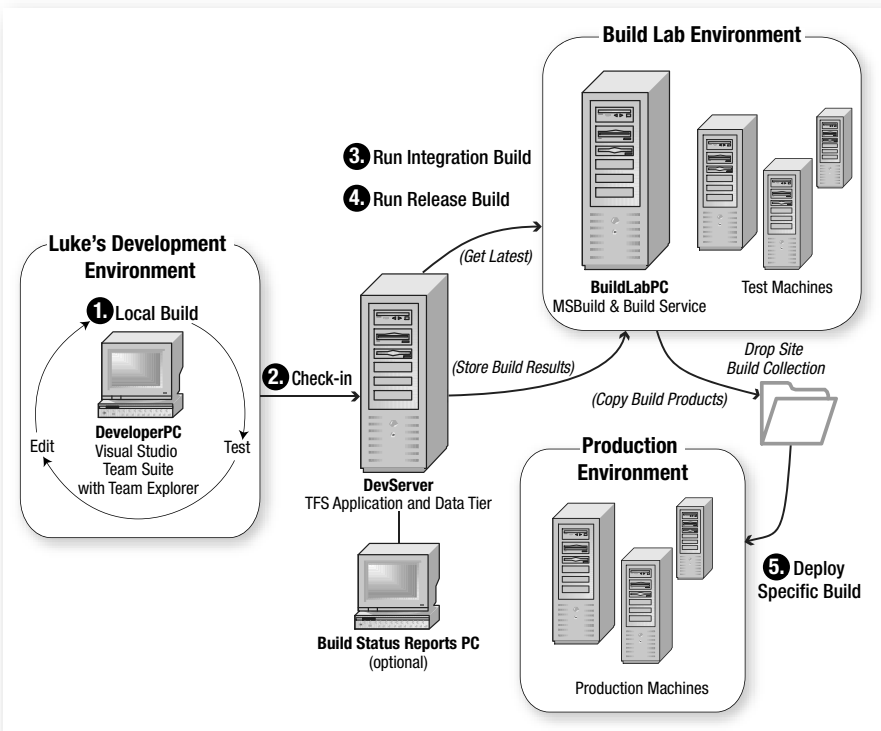 Build Lab Environment
3. Run Integration Build
4. Run Release Build
(Get Latest)
BuildLabPC
MSBuild & Build Service
Test Machines
Luke's Development
Environment
1. Local Build
Edit
Test
DeveloperPC
Visual Studio
Team Suite
with Team Explorer
2. Check-in
(Store Build Results)
DevServer
TFS Application and Data Tier
Build Status Reports PC
(optional)
Drop Site
Build Collection
(Copy Build Products)
Production
Environment
Production Machines
5. Deploy
Specific Build